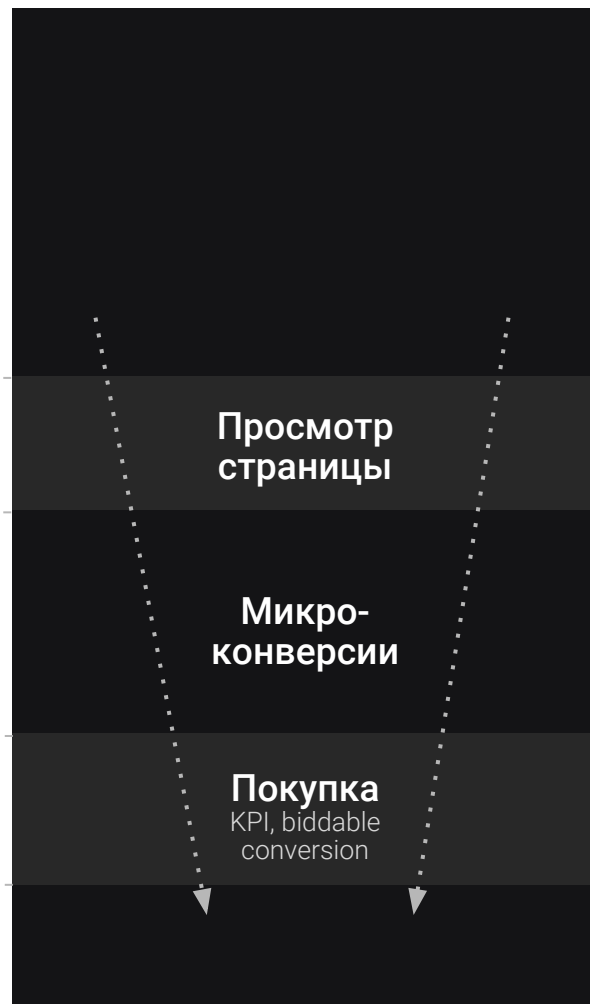 Просмотр
страницы
Микро-
конверсии
Покупка
KPI, biddable
conversion